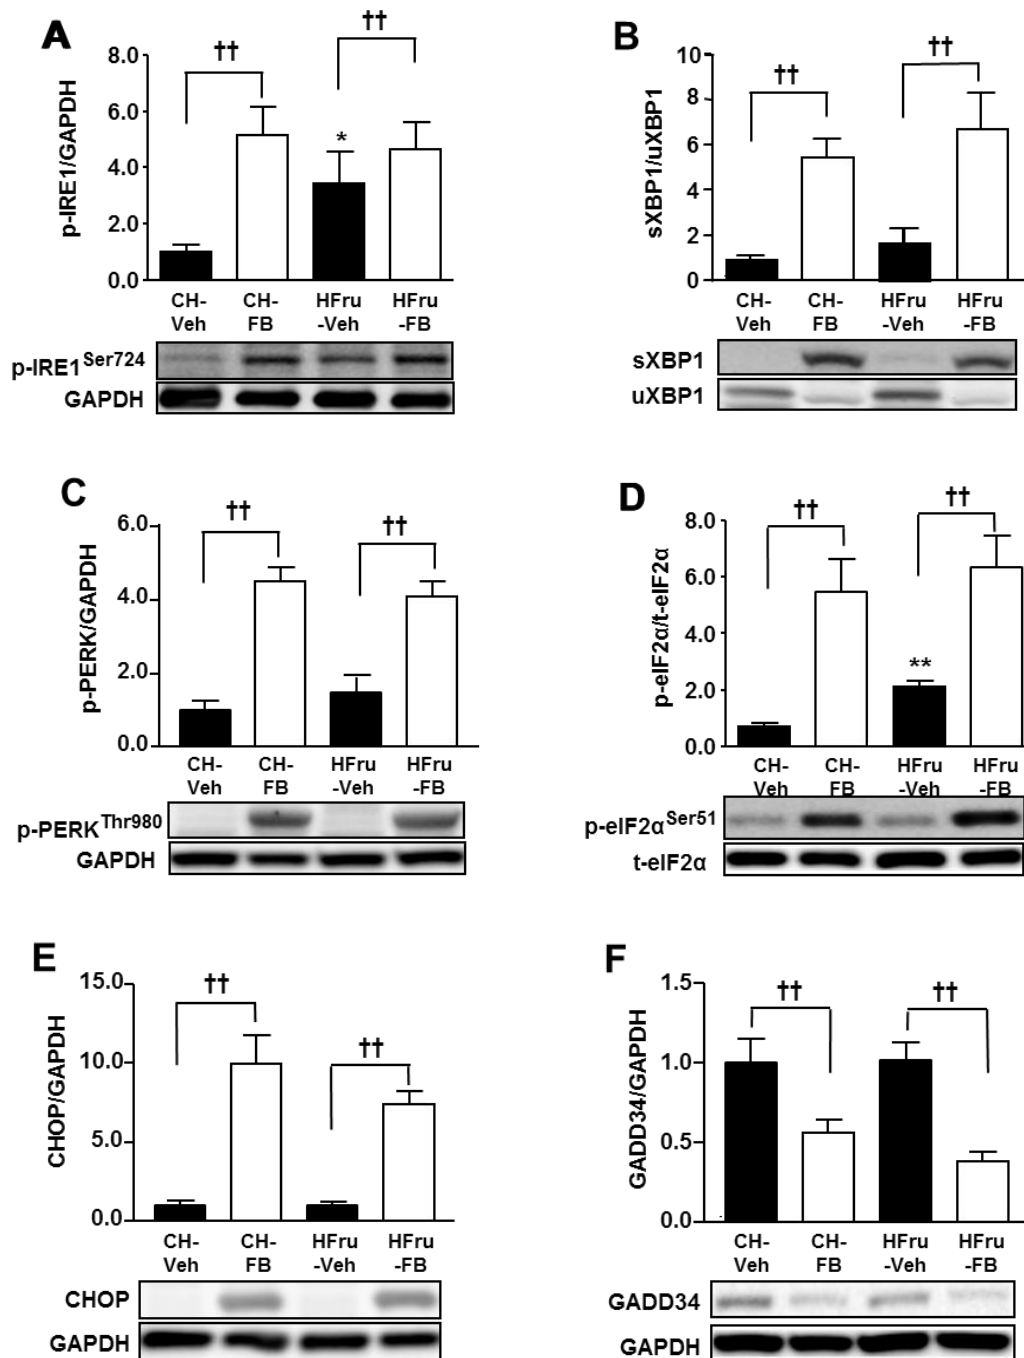 A
p-IRE1/GAPDH
8.0
6.0
4.0
2.0
0.0
††
††
*
CH-
Veh
CH-
FB
HFru
-Veh
HFru
-FB
p-IRE1Ser724
GAPDH
B
sXBP1/uXBP1
10
8
6
4
2
0
††
††
CH-
Veh
CH-
FB
HFru
-Veh
HFru
-FB
sXBP1
uXBP1
C
p-PERK/GAPDH
6.0
4.0
2.0
0.0
††
††
CH-
Veh
CH-
FB
HFru
-Veh
HFru
-FB
p-PERKThr980
GAPDH
D
p-eIF2α/t-eIF2α
8.0
6.0
4.0
2.0
0.0
††
††
**
CH-
Veh
CH-
FB
HFru
-Veh
HFru
-FB
p-eIF2αSer51
t-eIF2α
E
CHOP/GAPDH
15.0
10.0
5.0
0.0
††
††
CH-
Veh
CH-
FB
HFru
-Veh
HFru
-FB
CHOP
GAPDH
F
GADD34/GAPDH
1.5
1.0
0.5
0.0
††
††
CH-
Veh
CH-
FB
HFru
-Veh
HFru
-FB
GADD34
GAPDH